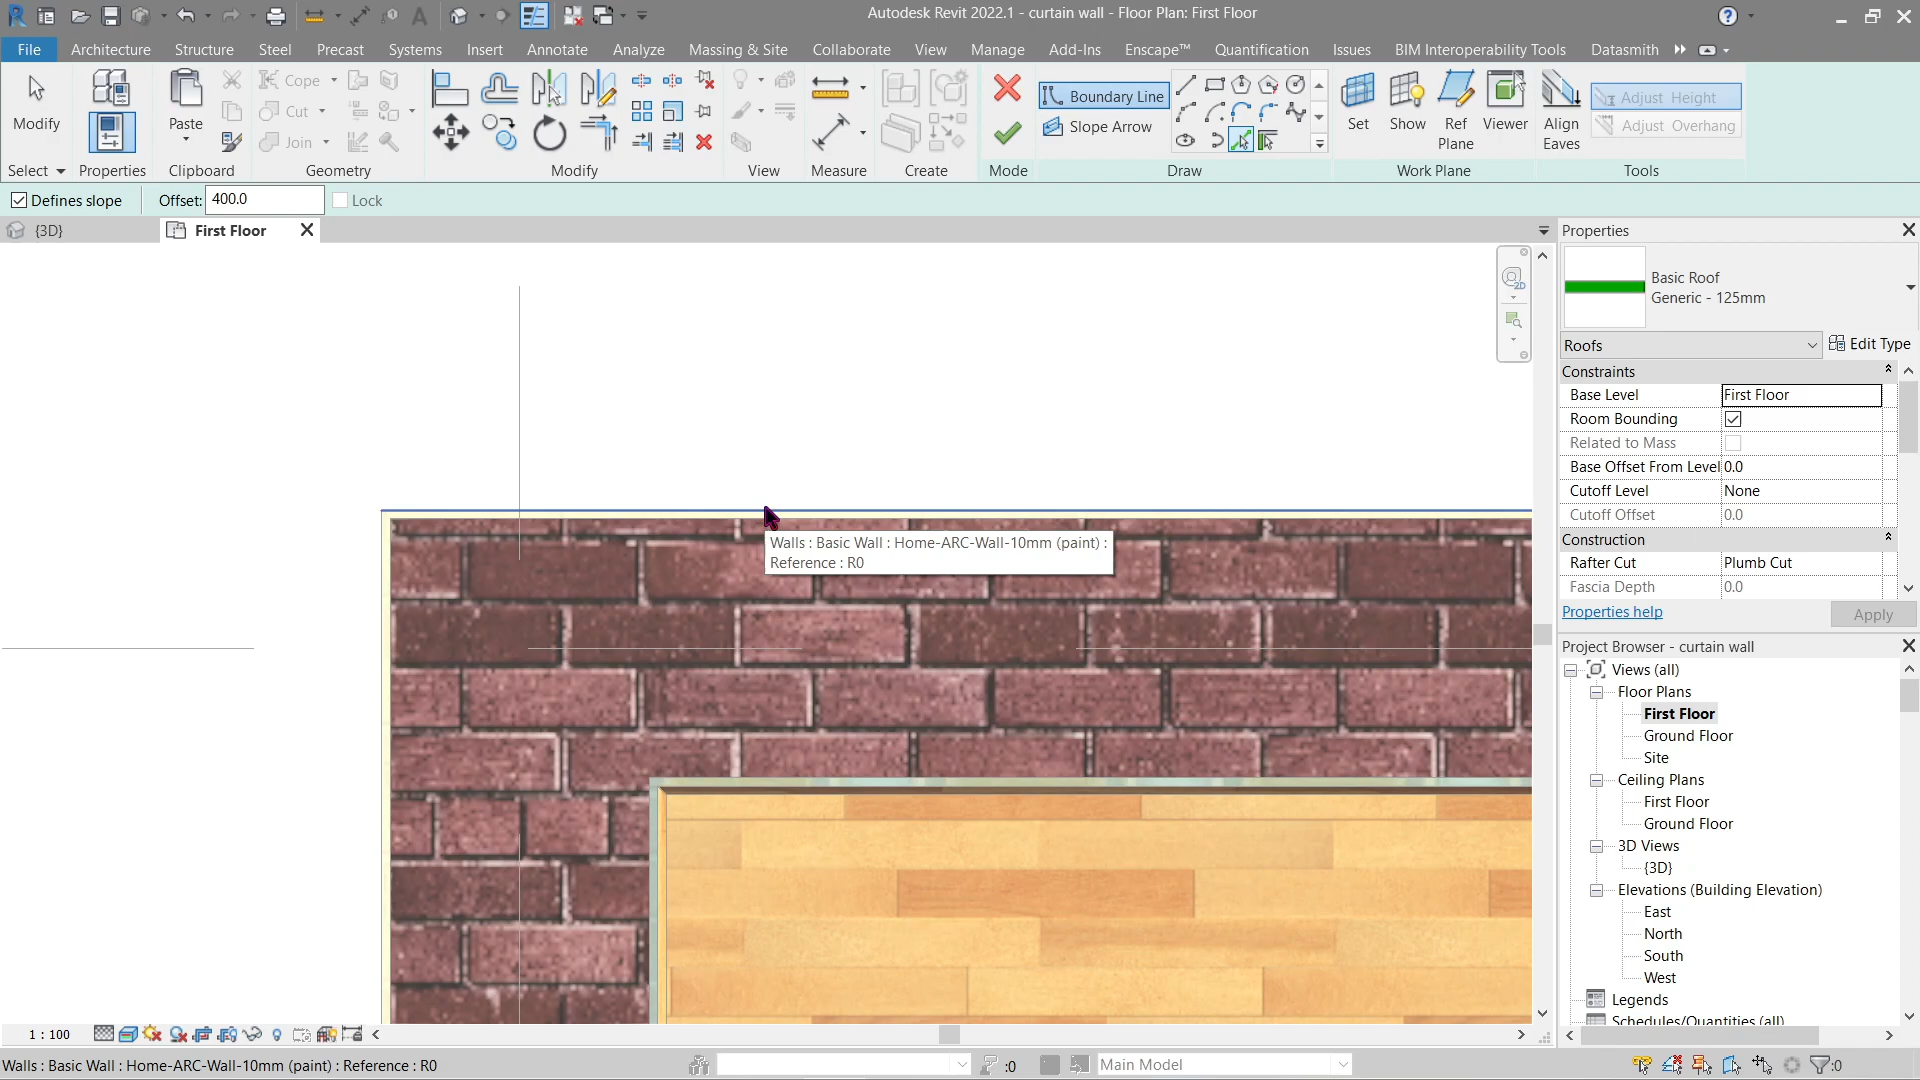 Autodesk Revit 2022.1 - curtain wall - Floor Plan: First Floor
File Architecture Structure Steel Precast Systems Insert Annotate Analyze Massing & Site Collaborate View Manage Add-Ins Enscape™ Quantification Issues BIM Interoperability Tools Datasmith
Modify
Paste
Cope
Cut
Join
Boundary Line
Slope Arrow
Set Show Ref Plane Viewer
Align Eaves
Adjust Height
Adjust Overhang
Select Properties Clipboard Geometry Modify View Measure Create Mode Draw Work Plane Tools
Defines slope Offset: 400.0 Lock
{3D} First Floor
Walls : Basic Wall : Home-ARC-Wall-10mm (paint) :
Reference : R0
2D
Properties
Basic Roof
Generic - 125mm
Roofs Edit Type
Constraints
Base Level First Floor
Room Bounding
Related to Mass
Base Offset From Level 0.0
Cutoff Level None
Cutoff Offset 0.0
Construction
Rafter Cut Plumb Cut
Fascia Depth 0.0
Properties help Apply
Project Browser - curtain wall
Views (all)
Floor Plans
First Floor
Ground Floor
Site
Ceiling Plans
First Floor
Ground Floor
3D Views
{3D}
Elevations (Building Elevation)
East
North
South
West
Legends
Schedules/Quantities (all)
1 : 100
Walls : Basic Wall : Home-ARC-Wall-10mm (paint) : Reference : R0 :0 Main Model :0